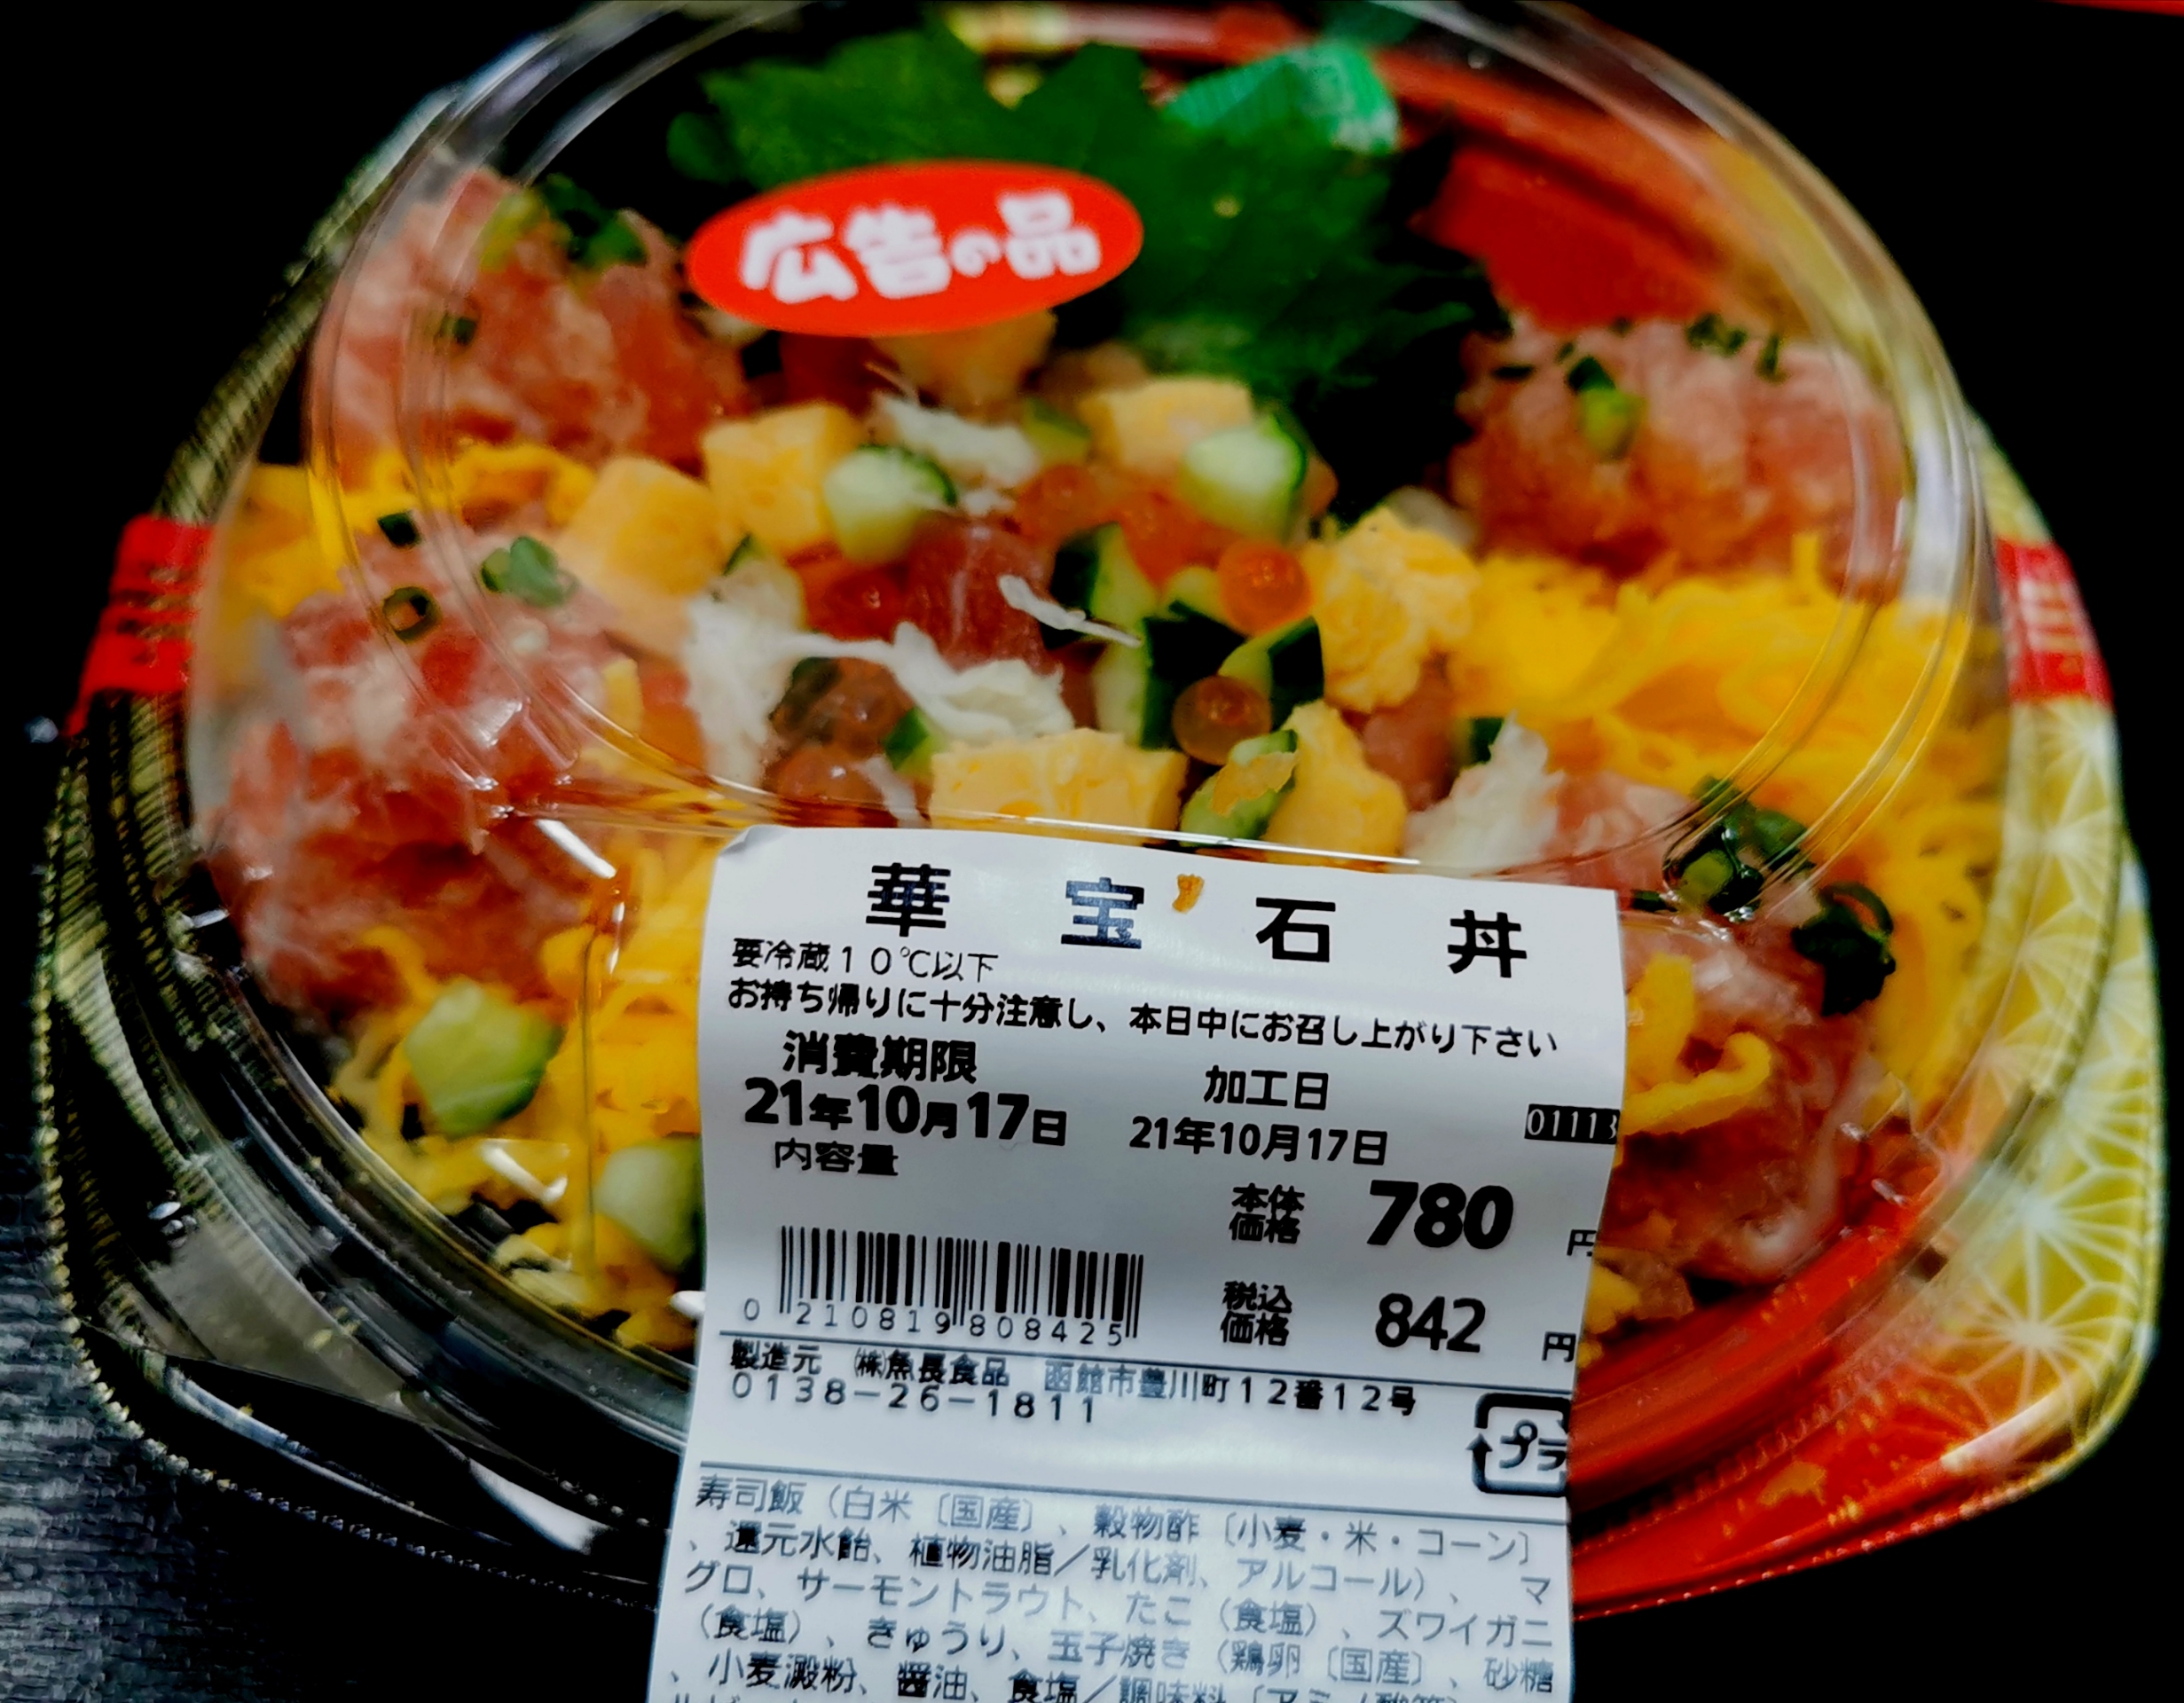 広告の品
華宝石丼
要冷蔵10℃以下
お持ち帰りに十分注意し、本日中にお召し上がり下さい
消費期限 加工日
21年10月17日 21年10月17日
01113
内容量
本体価格 780 円
税込価格 842 円
0 210819 808425
製造元 ㈱魚長食品 函館市豊川町12番12号
0138-26-1811
プラ
寿司飯(白米〔国産〕、穀物酢〔小麦・米・コーン〕
、還元水飴、植物油脂/乳化剤、アルコール)、マ
グロ、サーモントラウト、たこ(食塩)、ズワイガニ
(食塩)、きゅうり、玉子焼き(鶏卵〔国産〕、砂糖
、小麦澱粉、醤油、食塩/調味料